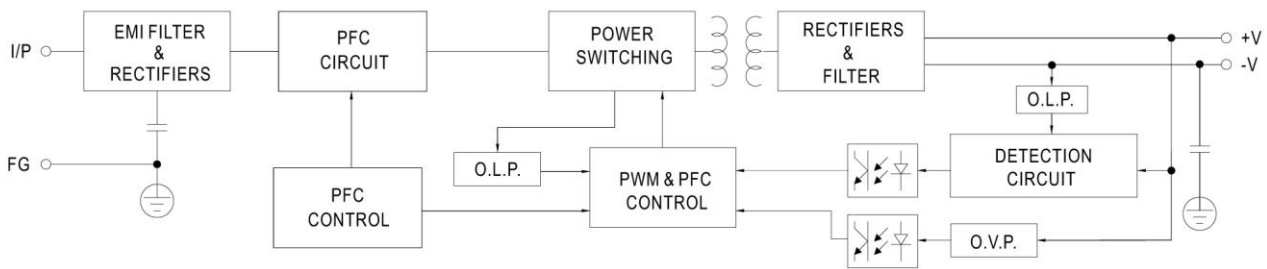 I/P
EMI FILTER
&
RECTIFIERS
PFC
CIRCUIT
POWER
SWITCHING
RECTIFIERS
&
FILTER
+V
-V
O.L.P.
FG
O.L.P.
PFC
CONTROL
PWM & PFC
CONTROL
DETECTION
CIRCUIT
O.V.P.